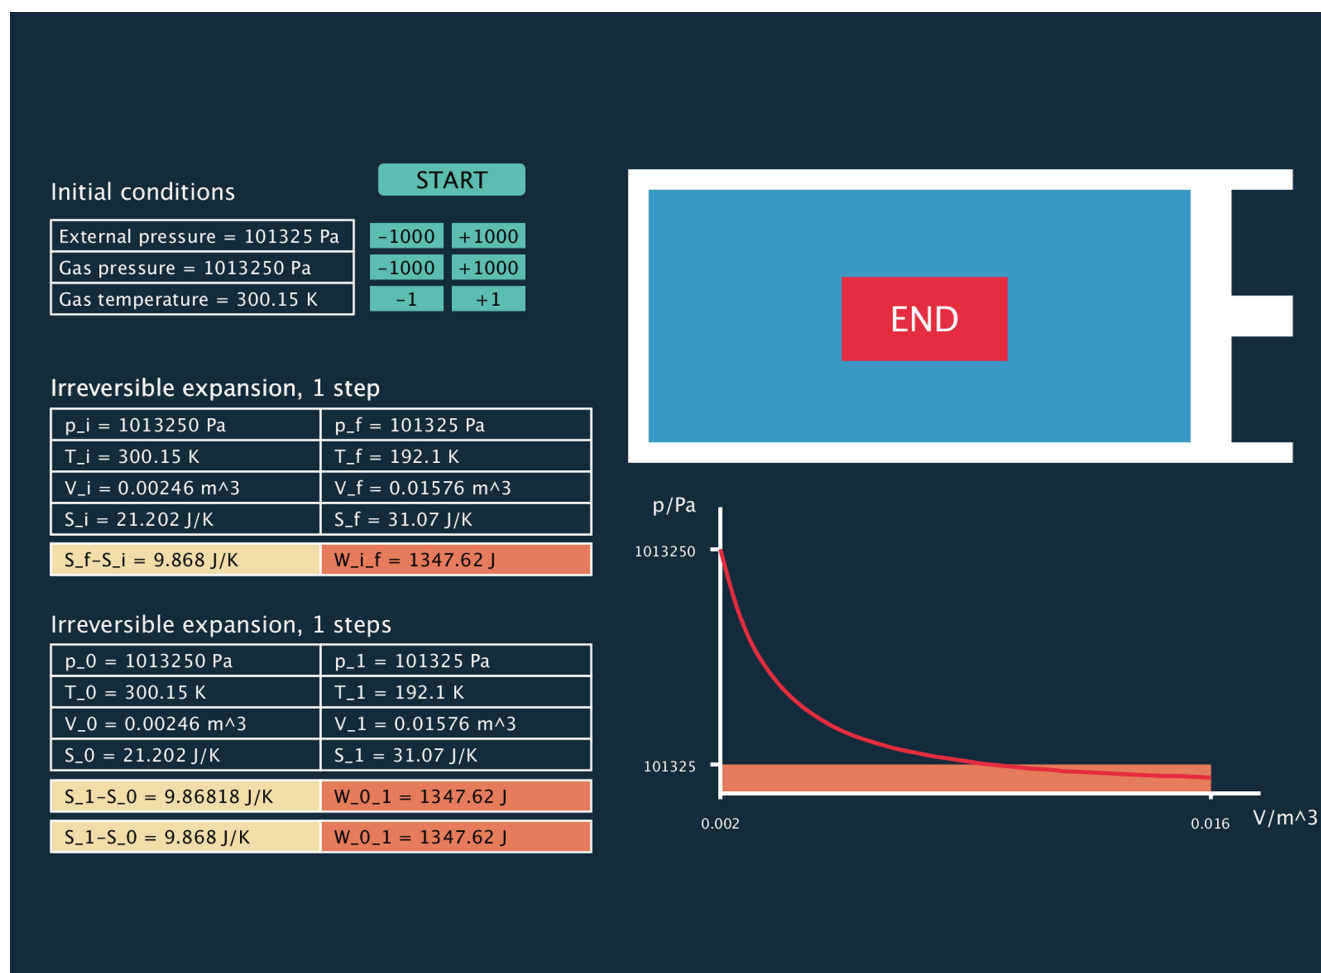 START
Initial conditions
External pressure = 101325 Pa -1000 +1000
Gas pressure = 1013250 Pa -1000 +1000
Gas temperature = 300.15 K -1 +1
END
Irreversible expansion, 1 step
p_i = 1013250 Pa p_f = 101325 Pa
T_i = 300.15 K T_f = 192.1 K
V_i = 0.00246 m^3 V_f = 0.01576 m^3
S_i = 21.202 J/K S_f = 31.07 J/K
S_f-S_i = 9.868 J/K W_i_f = 1347.62 J
Irreversible expansion, 1 steps
p_0 = 1013250 Pa p_1 = 101325 Pa
T_0 = 300.15 K T_1 = 192.1 K
V_0 = 0.00246 m^3 V_1 = 0.01576 m^3
S_0 = 21.202 J/K S_1 = 31.07 J/K
S_1-S_0 = 9.86818 J/K W_0_1 = 1347.62 J
S_1-S_0 = 9.868 J/K W_0_1 = 1347.62 J
p/Pa
1013250
101325
0.002 0.016 V/m^3